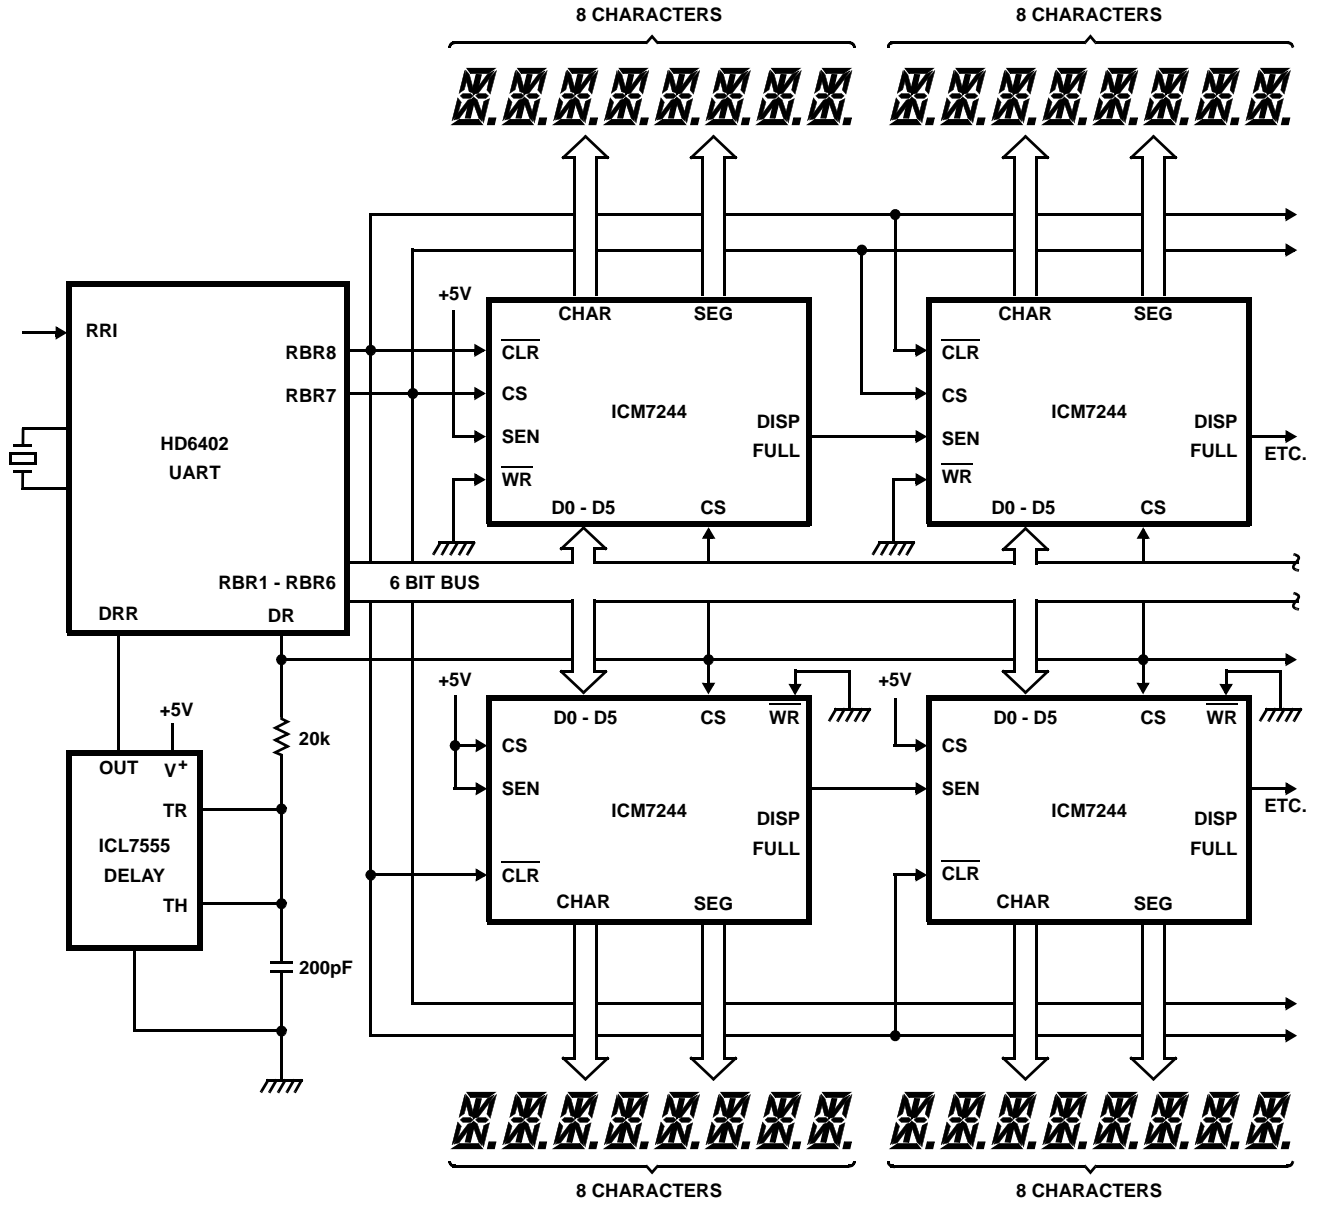 8 CHARACTERS
8 CHARACTERS
+5V
CHAR
SEG
CHAR
SEG
RRI
RBR8
CLR
CLR
RBR7
CS
CS
ICM7244
ICM7244
HD6402
UART
SEN
DISP
FULL
SEN
DISP
FULL
ETC.
WR
WR
D0 - D5
CS
D0 - D5
CS
RBR1 - RBR6
6 BIT BUS
DRR
DR
+5V
+5V
+5V
D0 - D5
CS
WR
D0 - D5
CS
WR
20k
CS
CS
OUT
V+
SEN
SEN
TR
ICM7244
ICM7244
ETC.
DISP
FULL
DISP
FULL
ICL7555
DELAY
CLR
CLR
TH
CHAR
SEG
CHAR
SEG
200pF
8 CHARACTERS
8 CHARACTERS